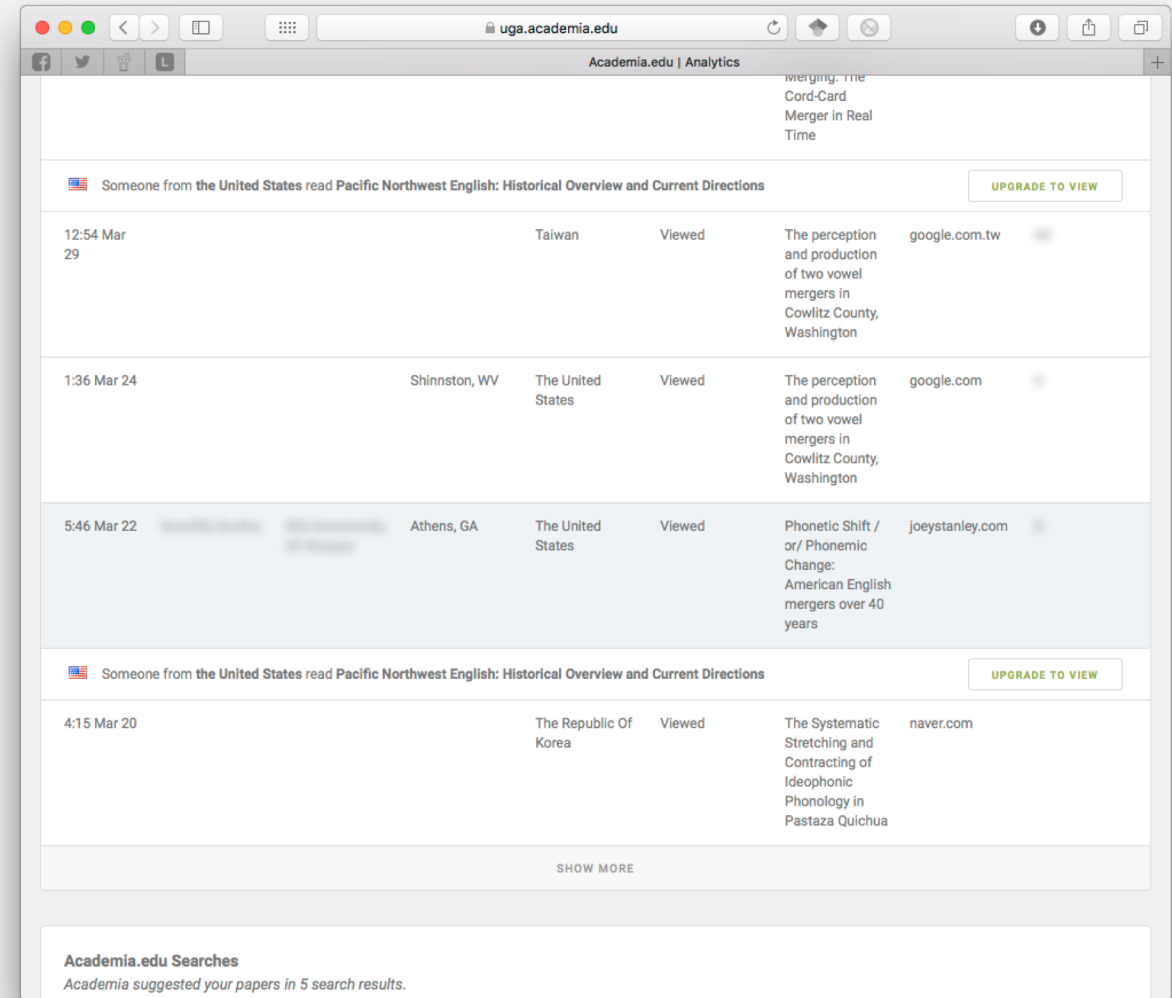 uga.academia.edu
Academia.edu | Analytics
Merging: The
Cord-Card
Merger in Real
Time
Someone from the United States read Pacific Northwest English: Historical Overview and Current Directions
UPGRADE TO VIEW
12:54 Mar
29
Taiwan
Viewed
The perception
and production
of two vowel
mergers in
Cowlitz County,
Washington
google.com.tw
1:36 Mar 24
Shinnston, WV
The United
States
Viewed
The perception
and production
of two vowel
mergers in
Cowlitz County,
Washington
google.com
5:46 Mar 22
Athens, GA
The United
States
Viewed
Phonetic Shift /
ɔr/ Phonemic
Change:
American English
mergers over 40
years
joeystanley.com
Someone from the United States read Pacific Northwest English: Historical Overview and Current Directions
UPGRADE TO VIEW
4:15 Mar 20
The Republic Of
Korea
Viewed
The Systematic
Stretching and
Contracting of
Ideophonic
Phonology in
Pastaza Quichua
naver.com
SHOW MORE
Academia.edu Searches
Academia suggested your papers in 5 search results.